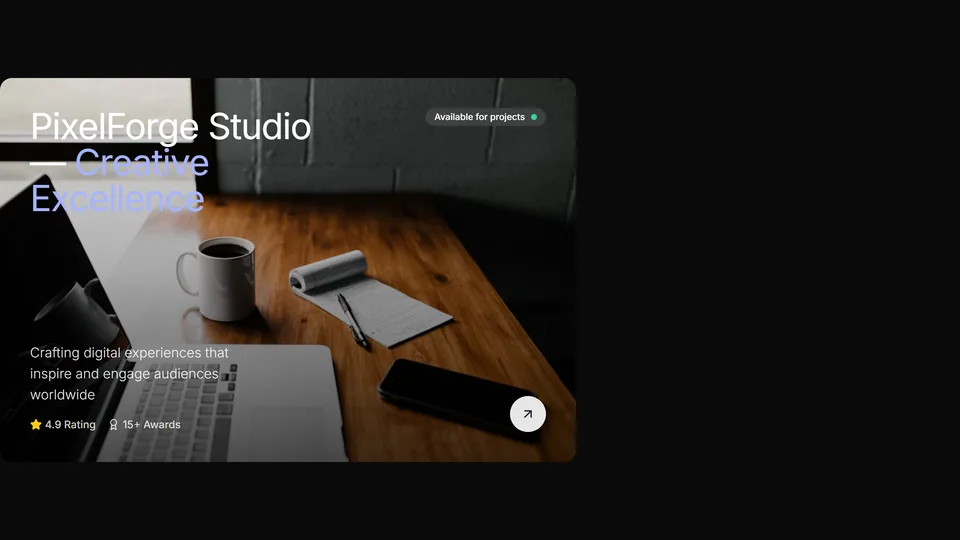 PixelForge Studio
— Creative
Excellence
Available for projects
Crafting digital experiences that
inspire and engage audiences
worldwide
4.9 Rating
15+ Awards